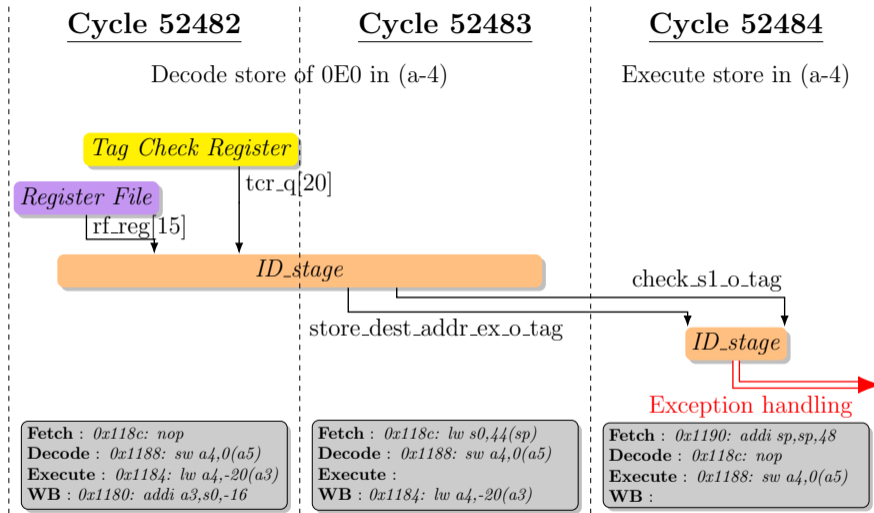 Cycle 52482
Cycle 52483
Cycle 52484
Decode store of 0E0 in (a-4)
Execute store in (a-4)
Tag Check Register
tcr_q[20]
Register File
rf_reg[15]
ID_stage
check_s1_o_tag
store_dest_addr_ex_o_tag
ID_stage
Exception handling
Fetch : 0x118c: nop
Decode : 0x1188: sw a4,0(a5)
Execute : 0x1184: lw a4,-20(a3)
WB : 0x1180: addi a3,s0,-16
Fetch : 0x118c: lw s0,44(sp)
Decode : 0x1188: sw a4,0(a5)
Execute :
WB : 0x1184: lw a4,-20(a3)
Fetch : 0x1190: addi sp,sp,48
Decode : 0x118c: nop
Execute : 0x1188: sw a4,0(a5)
WB :